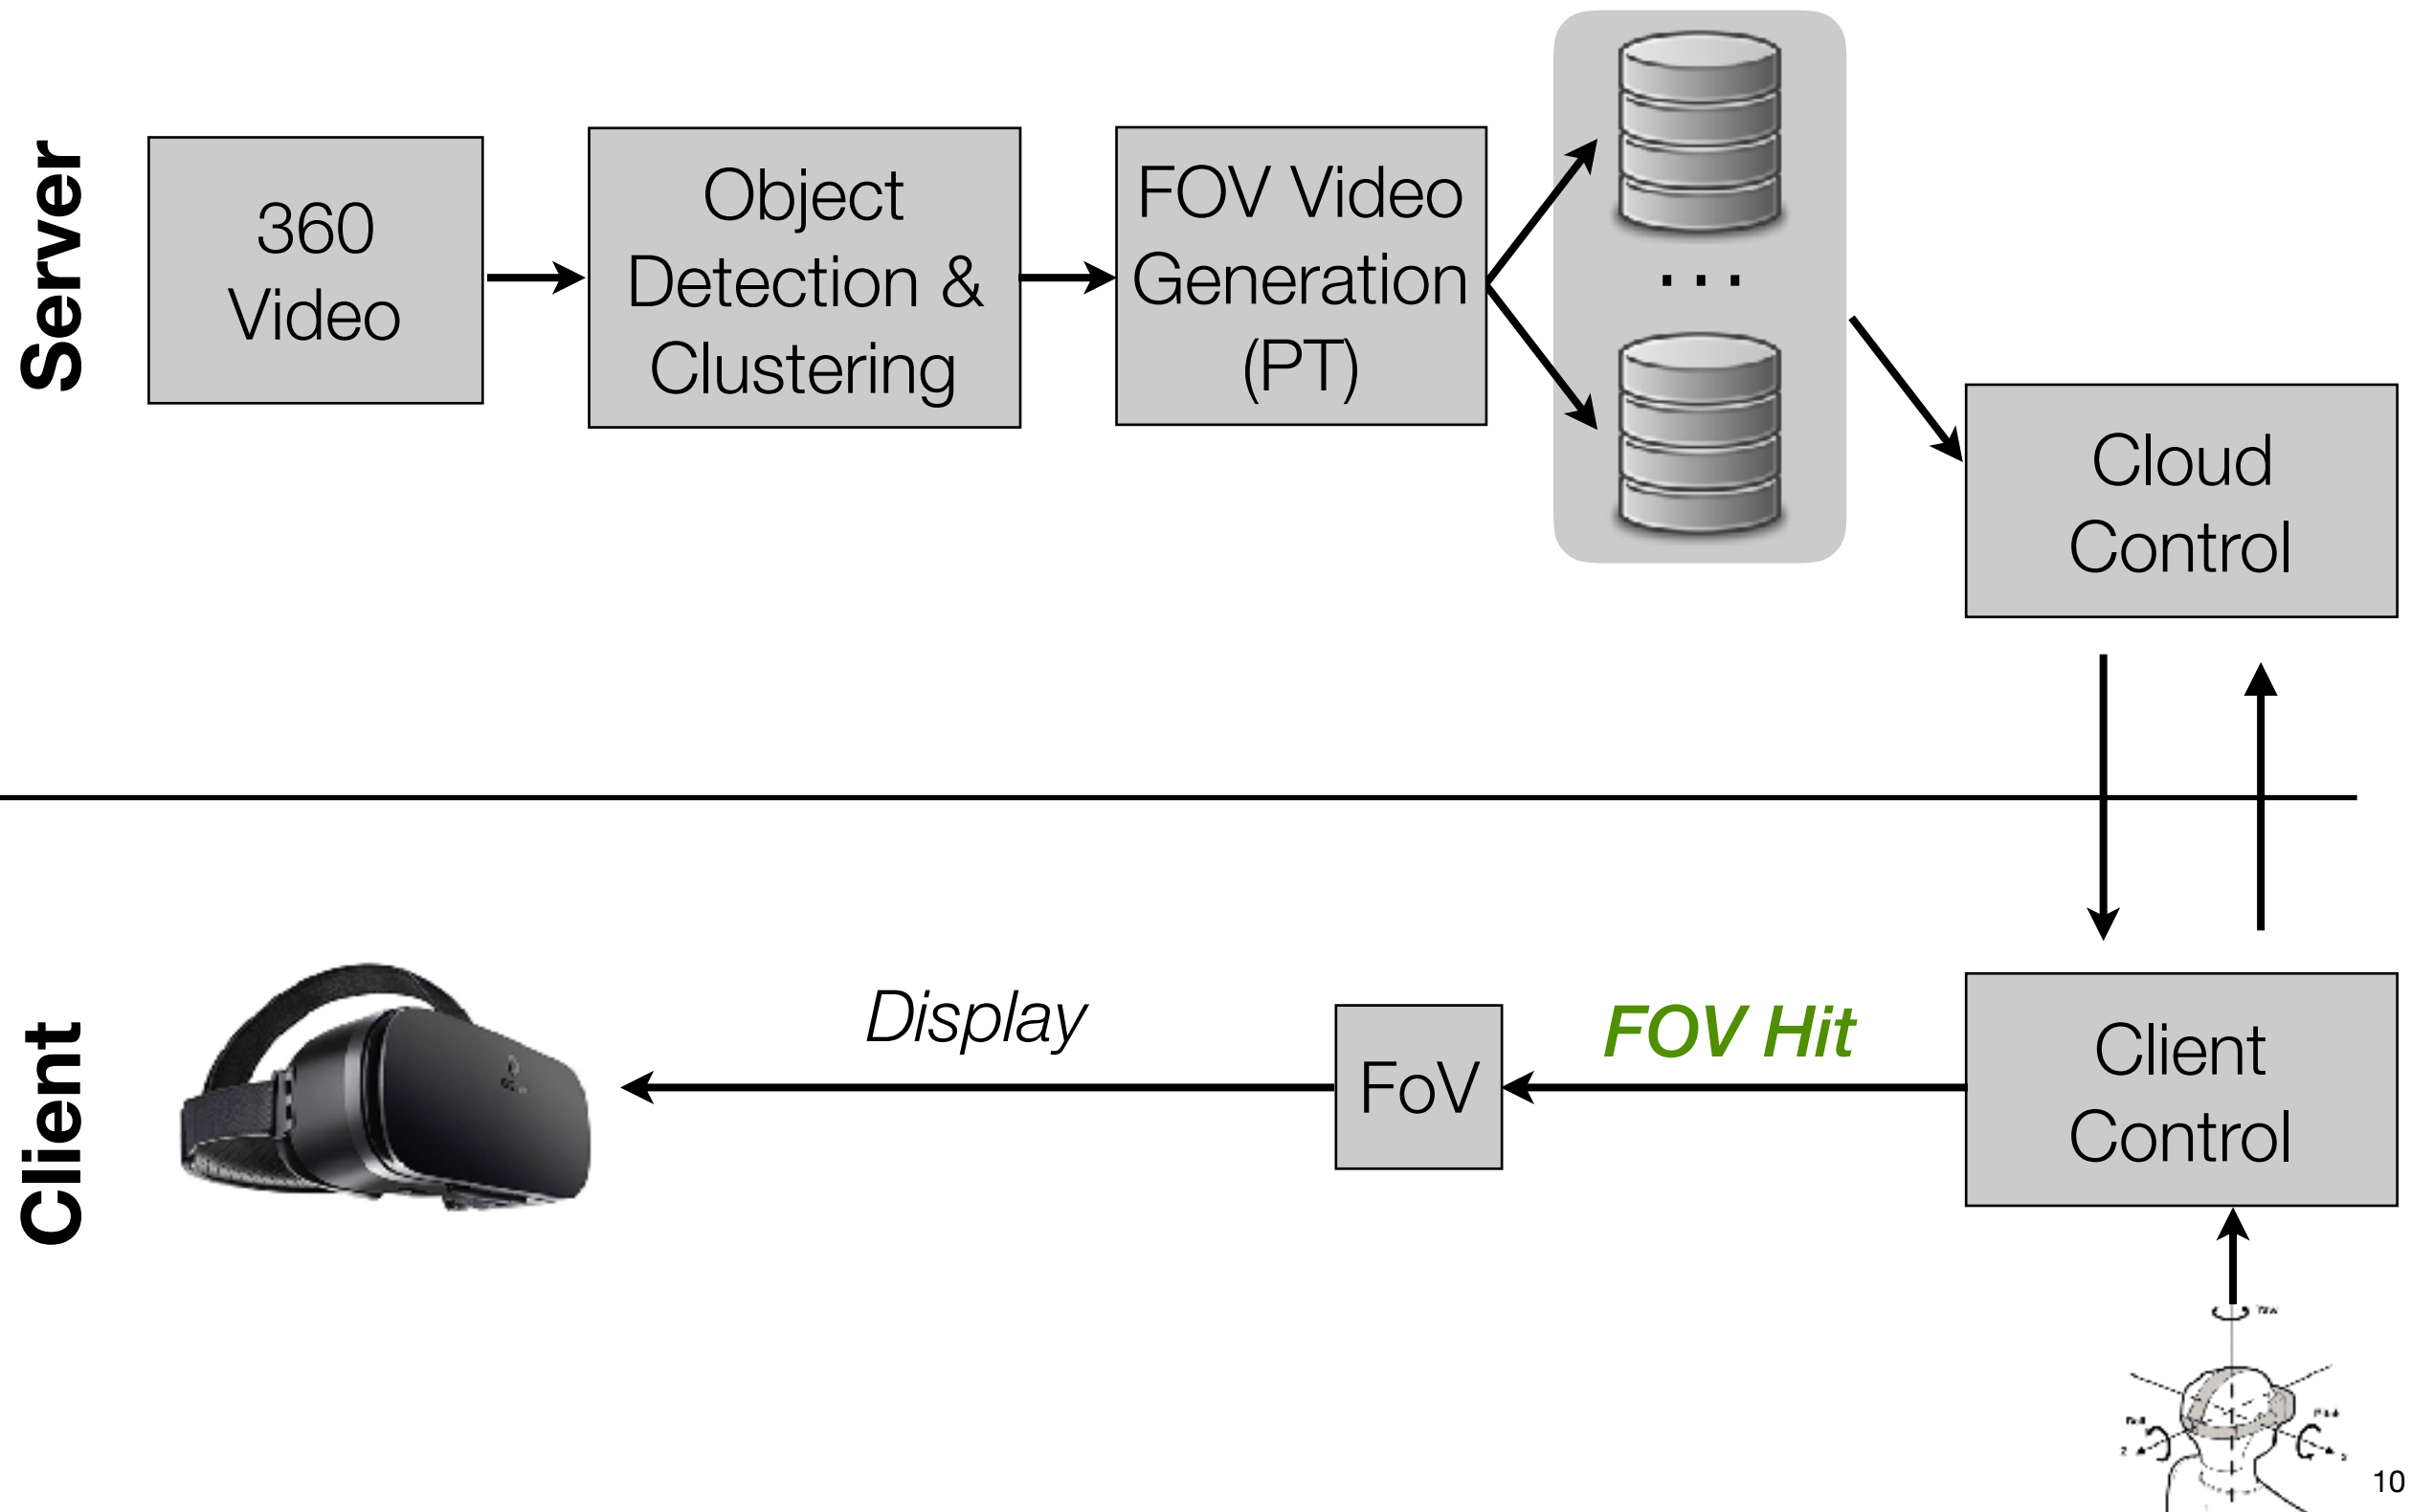 Server
360
Video
Object
Detection &
Clustering
FOV Video
Generation
(PT)
...
Cloud
Control
Client
Display
FoV
FOV Hit
Client
Control
Yaw
10